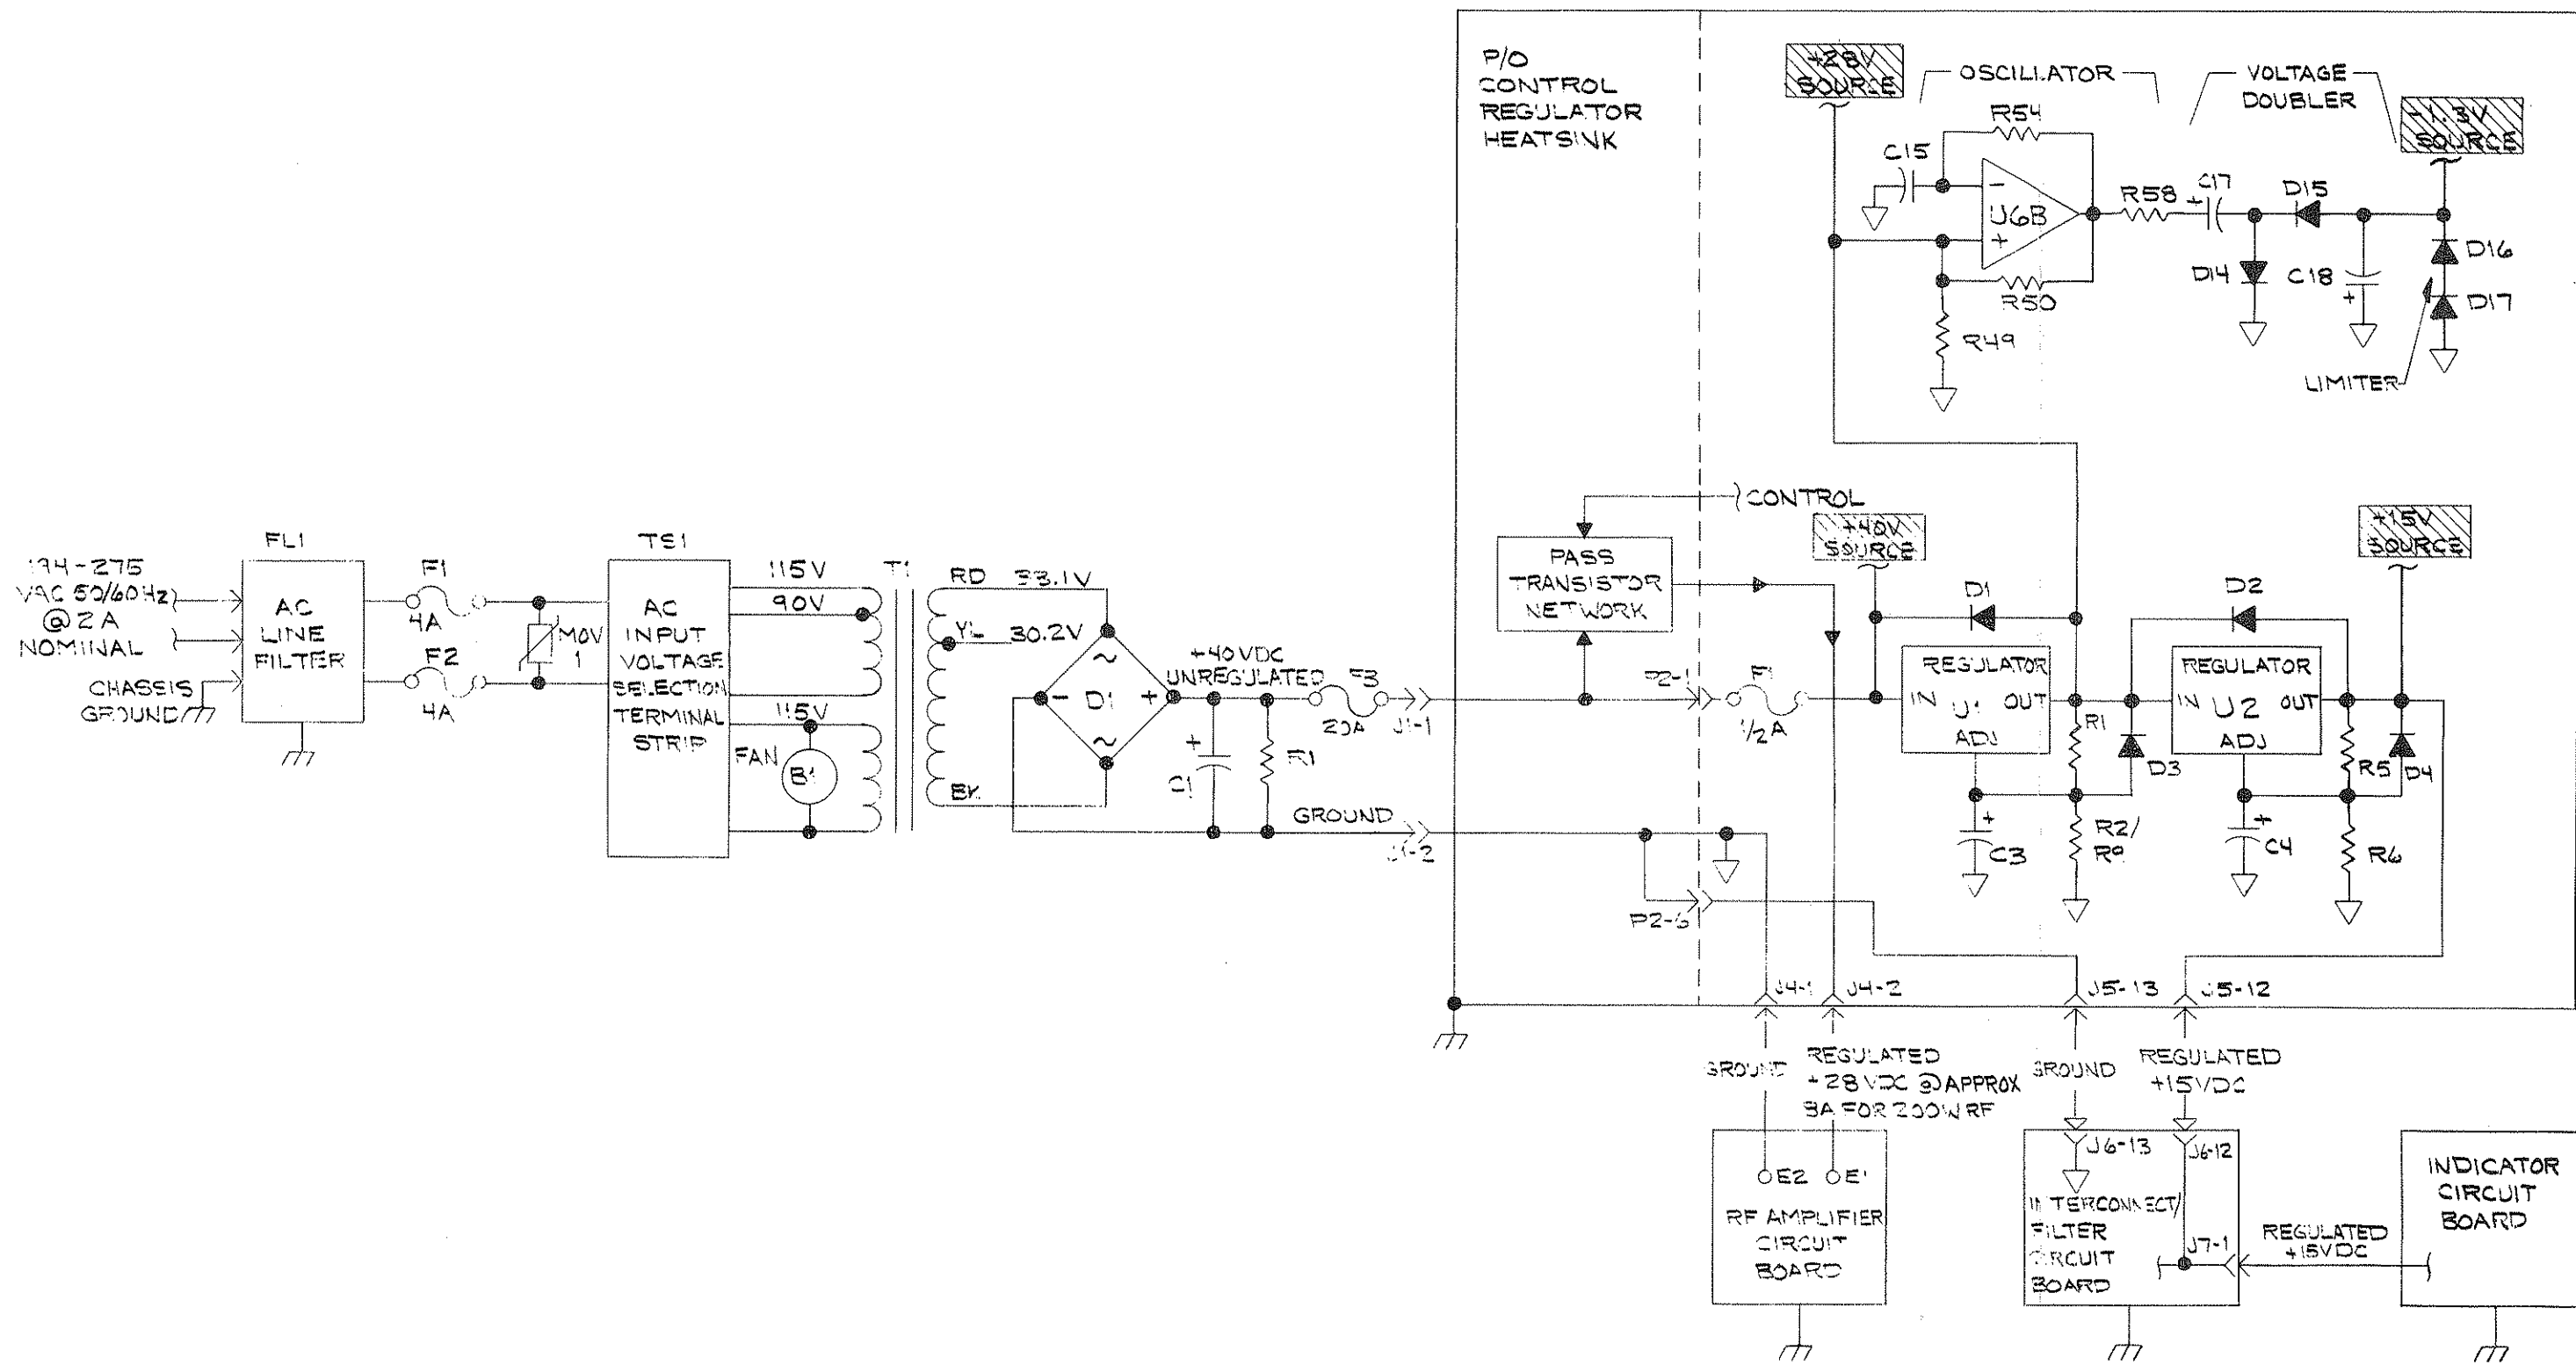 P/O
CONTROL
REGULATOR
HEATSINK
+28V
SOURCE
OSCILLATOR
VOLTAGE
DOUBLER
-1.3V
SOURCE
R54
C15
U6B
-
+
R58
C17
+
D15
D14
C18
+
D16
D17
R50
R49
LIMITER
CONTROL
PASS
TRANSISTOR
NETWORK
+40V
SOURCE
+15V
SOURCE
D1
D2
194-275
VAC 50/60Hz
@ 2A
NOMINAL
CHASSIS
GROUND
FL1
AC
LINE
FILTER
F1
4A
F2
4A
MOV
1
TS1
AC
INPUT
VOLTAGE
SELECTION
TERMINAL
STRIP
115V
90V
115V
FAN
B1
T1
RD 33.1V
YL 30.2V
BK
~
- D1 +
~
+40VDC
UNREGULATED
F3
20A
J1-1
+
C1
R1
GROUND
J1-2
P2-1
F1
1/2A
REGULATOR
IN U1 OUT
ADJ
R1
D3
REGULATOR
IN U2 OUT
ADJ
R5
D4
+
C3
R2/
R9
+
C4
R6
P2-6
J4-1
J4-2
J5-13
J5-12
GROUND
REGULATED
+28VDC @ APPROX
8A FOR 200W RF
GROUND
REGULATED
+15VDC
E2
E1
RF AMPLIFIER
CIRCUIT
BOARD
J6-13
J6-12
INTERCONNECT/
FILTER
CIRCUIT
BOARD
J7-1
REGULATED
+15VDC
INDICATOR
CIRCUIT
BOARD